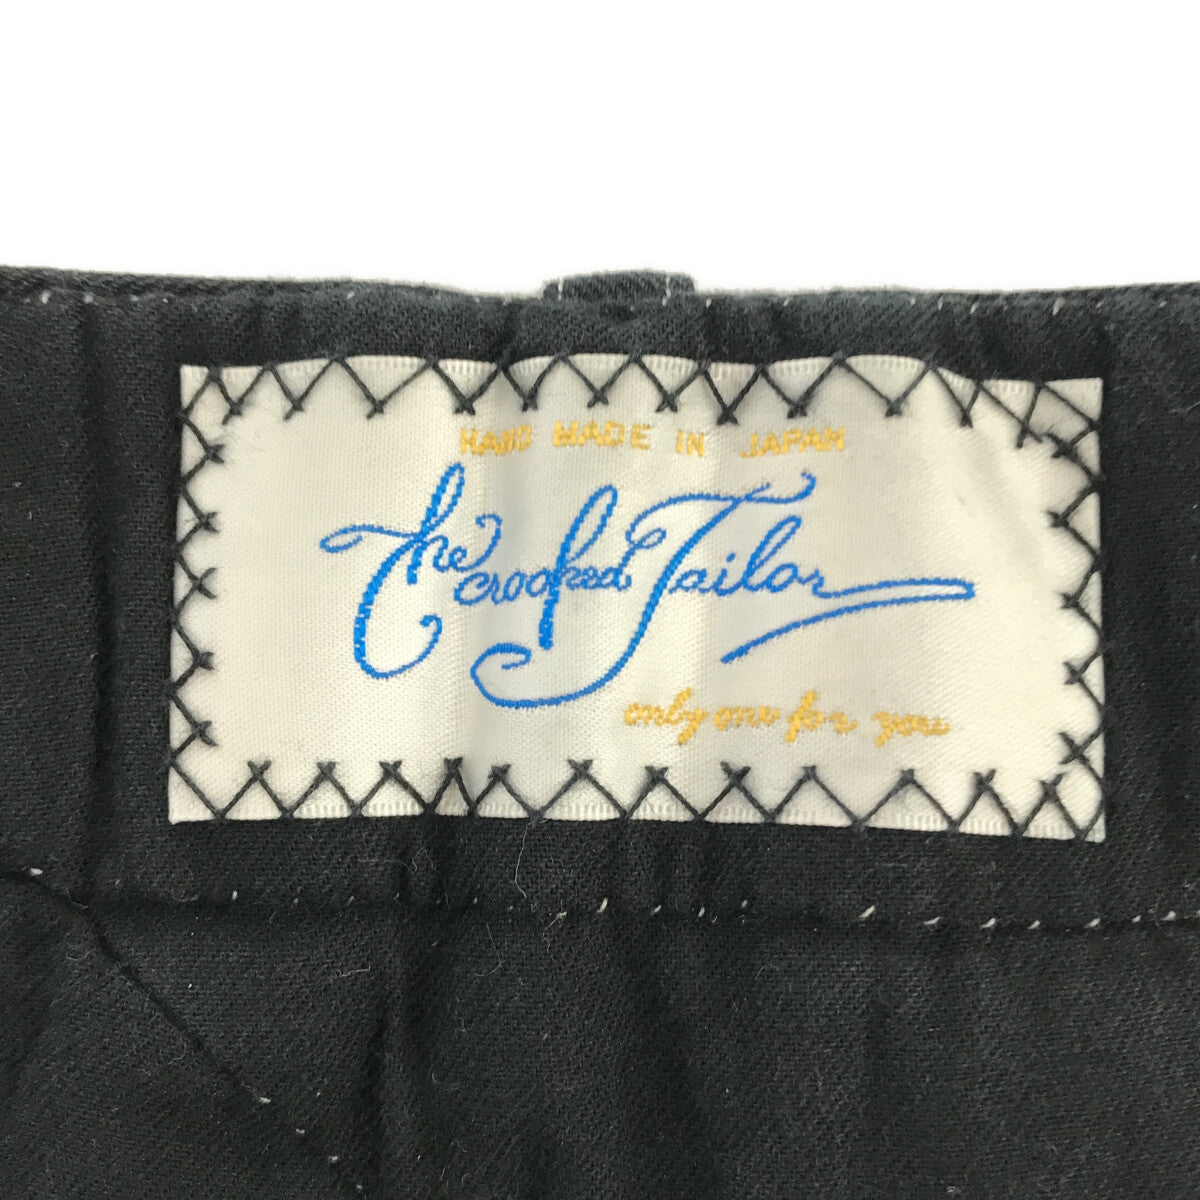 HAND MADE IN JAPAN
The crooked Tailor
only one for you